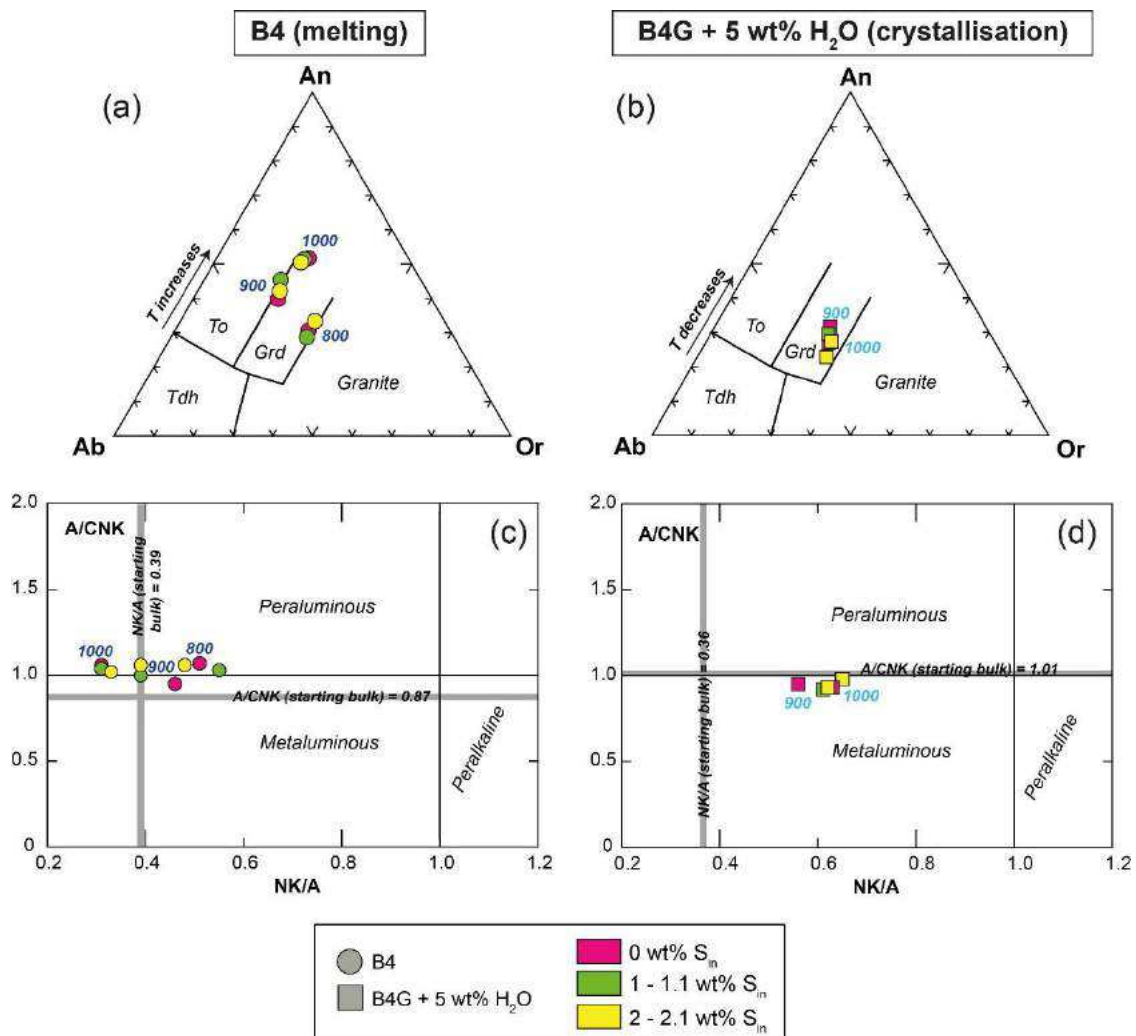 B4 (melting)
B4G + 5 wt% H2O (crystallisation)
(a)
An
T increases
1000
900
800
To
Grd
Tdh
Granite
Ab
Or
(b)
An
T decreases
900
1000
To
Grd
Tdh
Granite
Ab
Or
(c)
A/CNK
2.0
1.5
1.0
0.5
0
NK/A (starting
bulk) = 0.39
Peraluminous
1000
900
800
A/CNK (starting bulk) = 0.87
Metaluminous
Peralkaline
0.2 0.4 0.6 0.8 1.0 1.2
NK/A
(d)
A/CNK
2.0
1.5
1.0
0.5
0
NK/A (starting bulk) = 0.36
Peraluminous
A/CNK (starting bulk) = 1.01
900
1000
Metaluminous
Peralkaline
0.2 0.4 0.6 0.8 1.0 1.2
NK/A
B4
B4G + 5 wt% H2O
0 wt% Sin
1 - 1.1 wt% Sin
2 - 2.1 wt% Sin